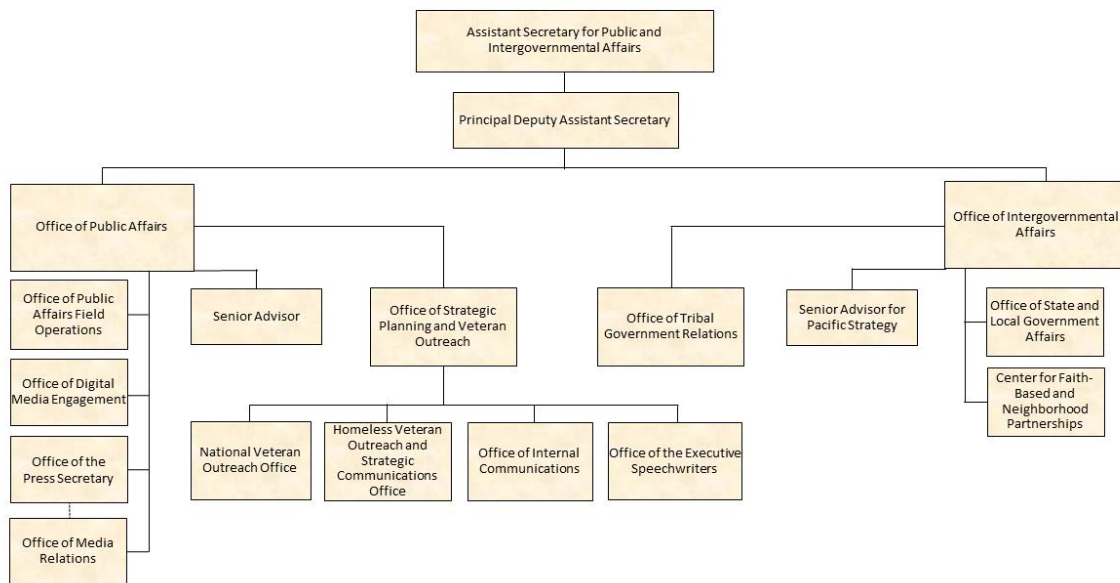 Assistant Secretary for Public and
Intergovernmental Affairs
Principal Deputy Assistant Secretary
Office of Public Affairs
Office of Intergovernmental
Affairs
Office of Public
Affairs Field
Operations
Senior Advisor
Office of Strategic
Planning and Veteran
Outreach
Office of Tribal
Government Relations
Senior Advisor for
Pacific Strategy
Office of State and
Local Government
Affairs
Office of Digital
Media Engagement
Center for Faith-
Based and
Neighborhood
Partnerships
Office of the
Press Secretary
National Veteran
Outreach Office
Homeless Veteran
Outreach and
Strategic
Communications
Office
Office of Internal
Communications
Office of the Executive
Speechwriters
Office of Media
Relations